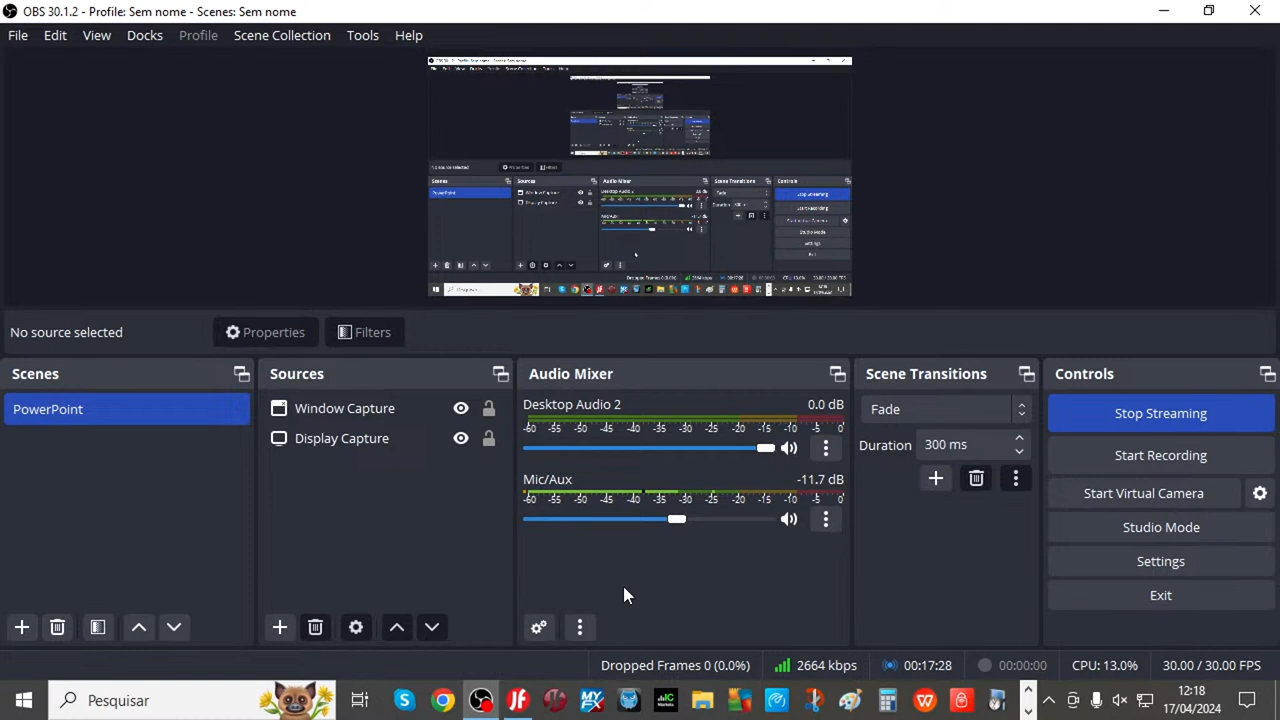 OBS 30.1.2 - Profile: Sem nome - Scenes: Sem nome
File Edit View Docks Profile Scene Collection Tools Help
No source selected Properties Filters
Scenes
PowerPoint
Sources
Window Capture
Display Capture
Audio Mixer
Desktop Audio 2 0.0 dB
-60 -55 -50 -45 -40 -35 -30 -25 -20 -15 -10 -5 0
Mic/Aux -11.7 dB
-60 -55 -50 -45 -40 -35 -30 -25 -20 -15 -10 -5 0
Scene Transitions
Fade
Duration 300 ms
Controls
Stop Streaming
Start Recording
Start Virtual Camera
Studio Mode
Settings
Exit
Dropped Frames 0 (0.0%) 2664 kbps 00:17:28 00:00:00 CPU: 13.0% 30.00 / 30.00 FPS
Pesquisar
12:18
17/04/2024